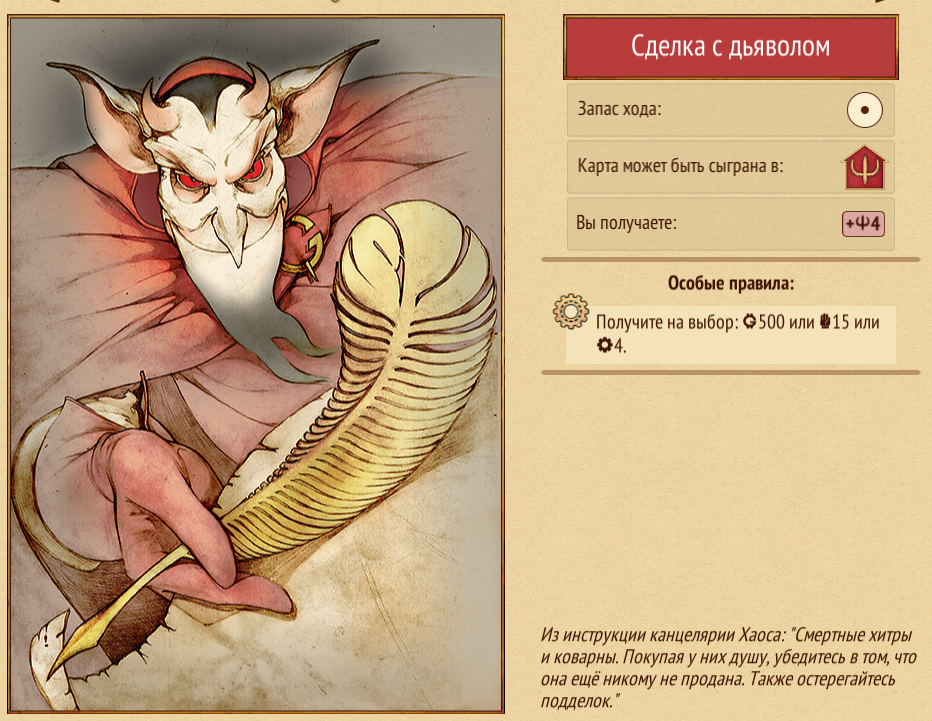 Сделка с дьяволом
Запас хода:
Карта может быть сыграна в:
Вы получаете:
+4
Особые правила:
Получите на выбор: 500 или 15 или
4.
Из инструкции канцелярии Хаоса: "Смертные хитры
и коварны. Покупая у них душу, убедитесь в том, что
она ещё никому не продана. Также остерегайтесь
подделок."